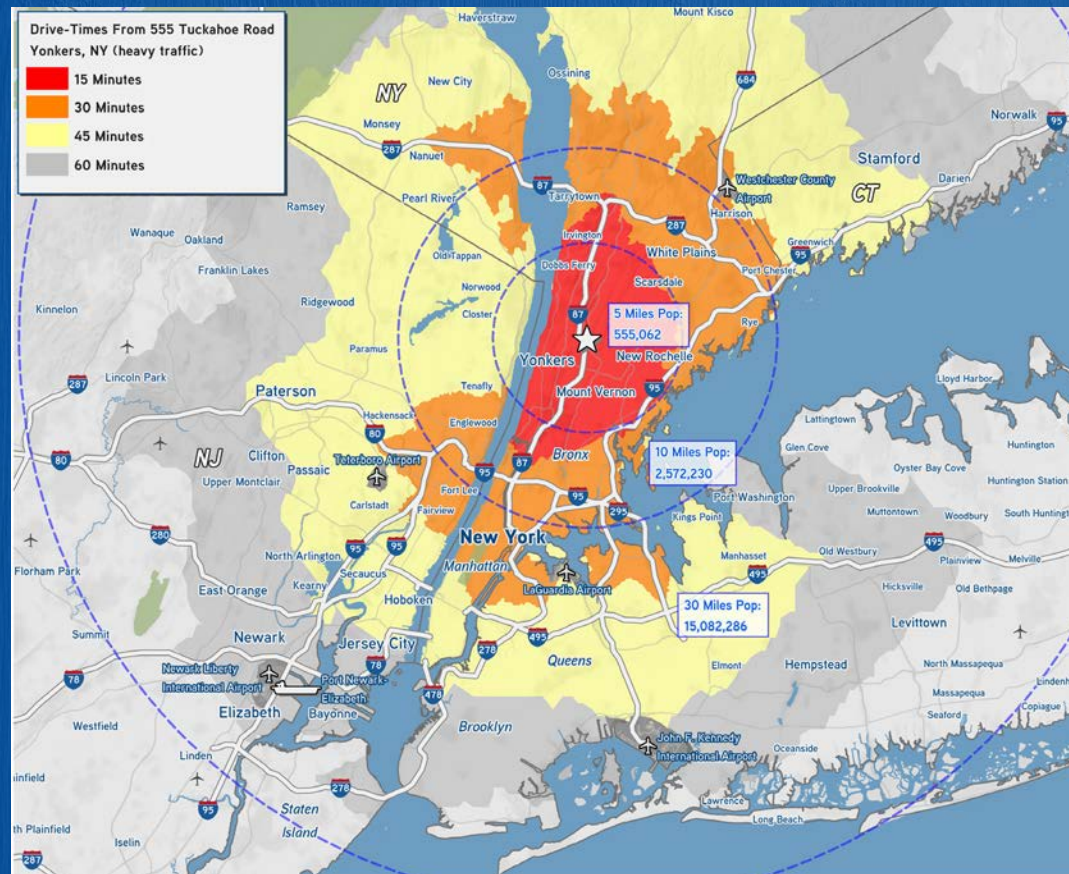 Drive-Times From 555 Tuckahoe Road
Yonkers, NY (heavy traffic)
15 Minutes
30 Minutes
45 Minutes
60 Minutes
Haverstraw
Mount Kisco
New City
Ossining
684
NY
Monsey
287
Nanuet
Norwalk
95
Stamford
Darien
CT
87
Tarrytown
Westchester County
Airport
Pearl River
Harrison
Ramsey
287
Greenwich
95
Irvington
White Plains
Port Chester
Wanaque
Oakland
Old Tappan
Dobbs Ferry
Franklin Lakes
Scarsdale
Norwood
Ridgewood
Closter
87
5 Miles Pop:
555,062
Rye
Kinnelon
Paramus
Yonkers
New Rochelle
Lincoln Park
287
Tenafly
Mount Vernon
95
Lloyd Harbor
Paterson
Hackensack
Englewood
Lattingtown
80
Bronx
Glen Cove
Huntington
NJ
Clifton
Teterboro Airport
87
10 Miles Pop:
2,572,230
80
Passaic
95
Oyster Bay Cove
Upper Montclair
Fort Lee
95
Port Washington
Upper Brookville
Huntington Station
Carlstadt
Fairview
295
Kings Point
Muttontown
Woodbury
South Hunting
280
New York
95
95
Manhasset
Old Westbury
495
Plainview
Melville
North Arlington
Secaucus
Manhattan
Florham Park
Kearny
LaGuardia Airport
495
Hicksville
Old Bethpage
East Orange
Hoboken
30 Miles Pop:
15,082,286
Summit
Newark
Jersey City
278
495
Levittown
Queens
Elmont
Hempstead
North Massapequa
78
Newark Liberty
International Airport
78
Port Newark-
Elizabeth
478
Massapequa
Lindenh
Elizabeth
Bayonne
Brooklyn
Seaford
Copiague
Westfield
John F. Kennedy
International Airport
Oceanside
Linden
ainfield
278
95
Staten
Island
Lawrence
Long Beach
th Plainfield
Iselin
287